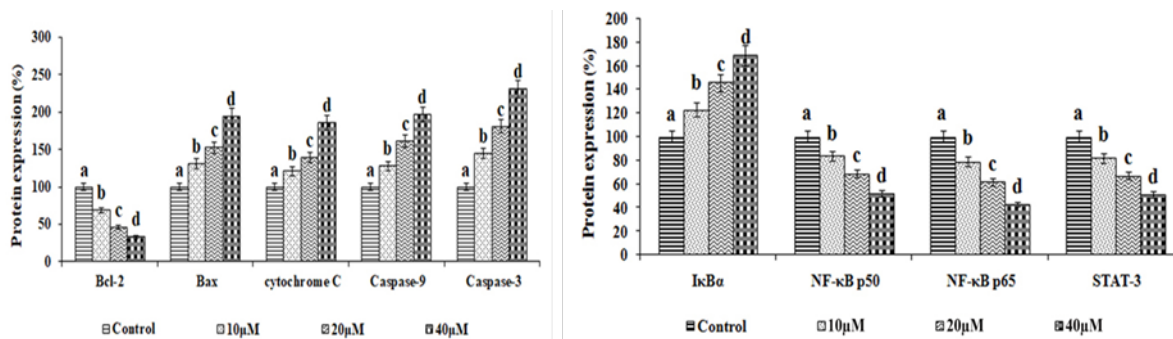 Protein expression (%)
300
250
200
150
100
50
0
a b c d
a b c d
a b c d
a b c d
a b c d
Bcl-2 Bax cytochrome C Caspase-9 Caspase-3
Control 10µM 20µM 40µM
Protein expression (%)
200
180
160
140
120
100
80
60
40
20
0
a b c d
a b c d
a b c d
a b c d
IκBα NF-κB p50 NF-κB p65 STAT-3
Control 10µM 20µM 40µM